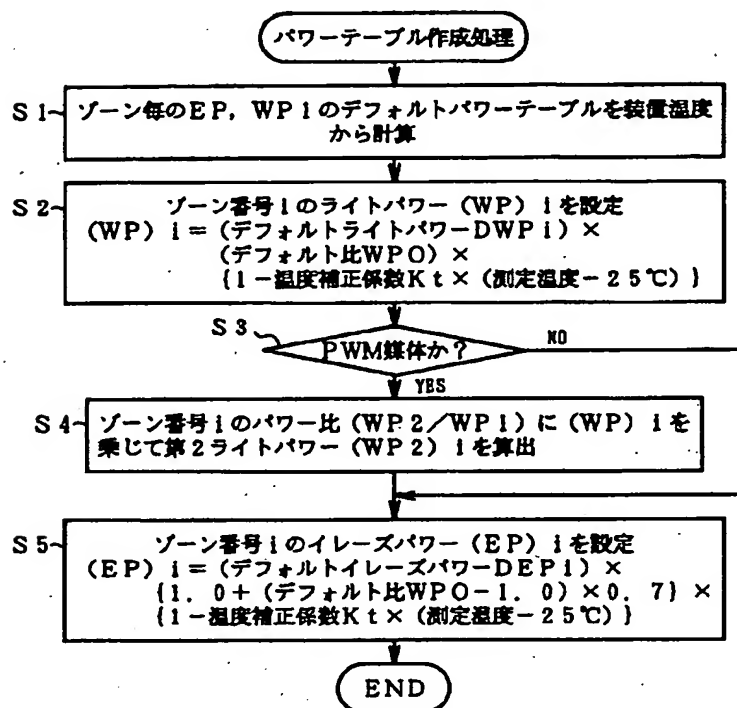 パワーテーブル作成処理
S1
ゾーン毎のEP，WP1のデフォルトパワーテーブルを装置温度
から計算
S2
ゾーン番号iのライトパワー（WP）iを設定
（WP）i＝（デフォルトライトパワーDWPi）×
（デフォルト比WPO）×
{1－温度補正係数Kt×（測定温度－25℃）}
S3
PWM媒体か？
NO
YES
S4
ゾーン番号iのパワー比（WP2／WP1）に（WP）iを
乗じて第2ライトパワー（WP2）iを算出
S5
ゾーン番号iのイレーズパワー（EP）iを設定
（EP）i＝（デフォルトイレーズパワーDEPi）×
{1．0＋（デフォルト比WPO－1．0）×0．7}×
{1－温度補正係数Kt×（測定温度－25℃）}
END